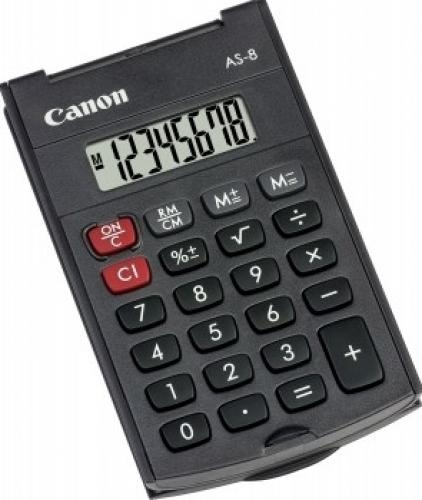 AS-8
Canon
M 12345678
ON/C RM/CM M+= M-=
CI %± √ ÷
7 8 9 ×
4 5 6 −
1 2 3 +
0 · =